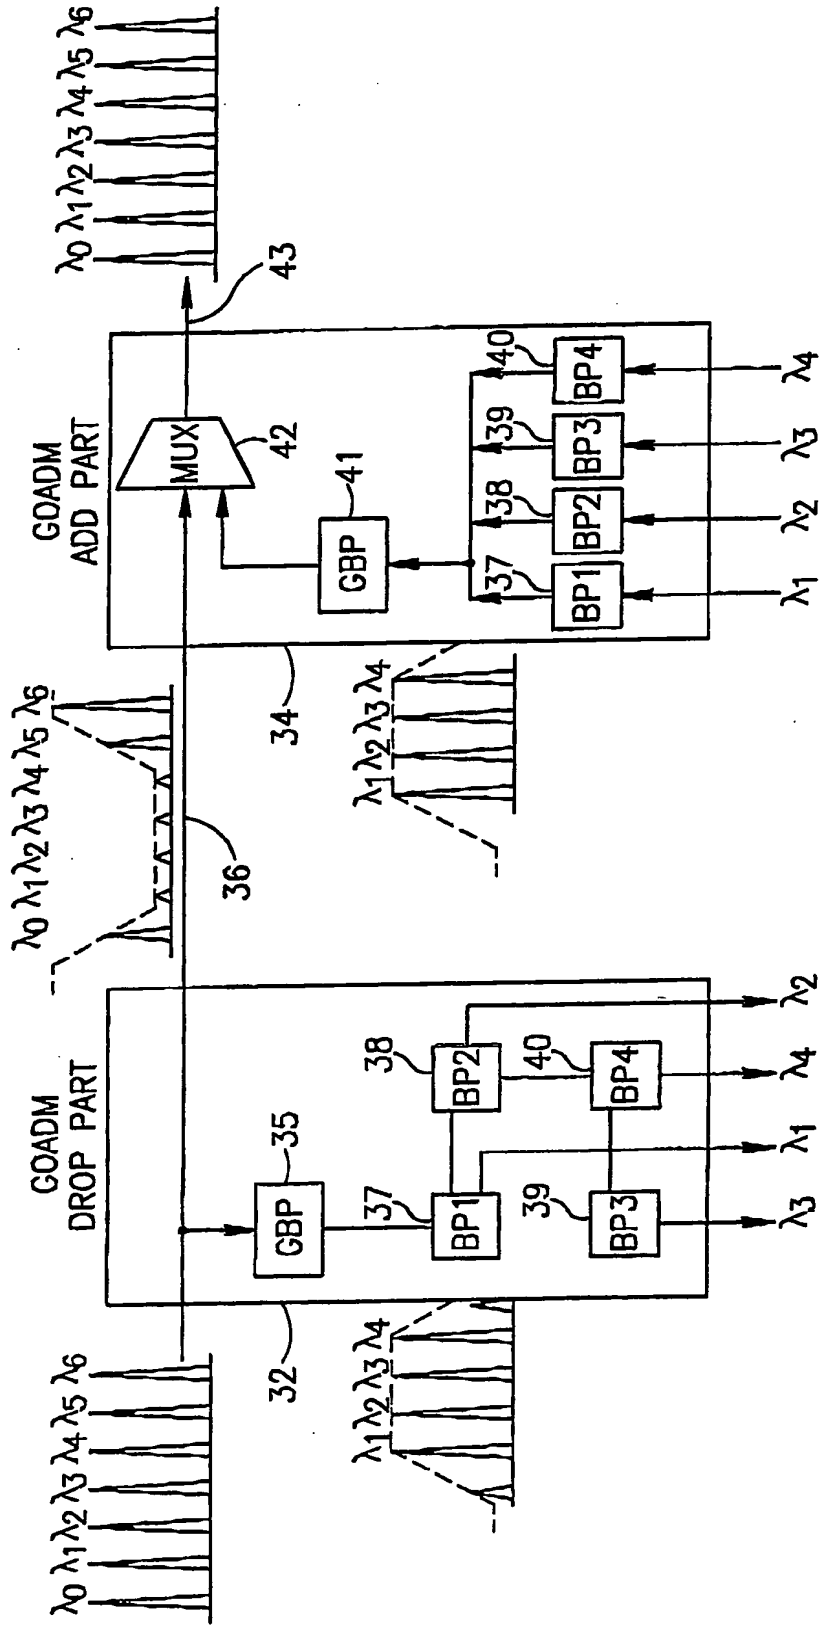 λ0 λ1 λ2 λ3 λ4 λ5 λ6
GOADM
DROP PART
32
GBP
35
37
BP1
38
BP2
39
BP3
40
BP4
λ3 λ1 λ4 λ2
λ1 λ2 λ3 λ4
λ0 λ1 λ2 λ3 λ4 λ5 λ6
36
GOADM
ADD PART
34
MUX
42
43
GBP
41
37
BP1
38
BP2
39
BP3
40
BP4
λ1 λ2 λ3 λ4
λ1 λ2 λ3 λ4
λ0 λ1 λ2 λ3 λ4 λ5 λ6